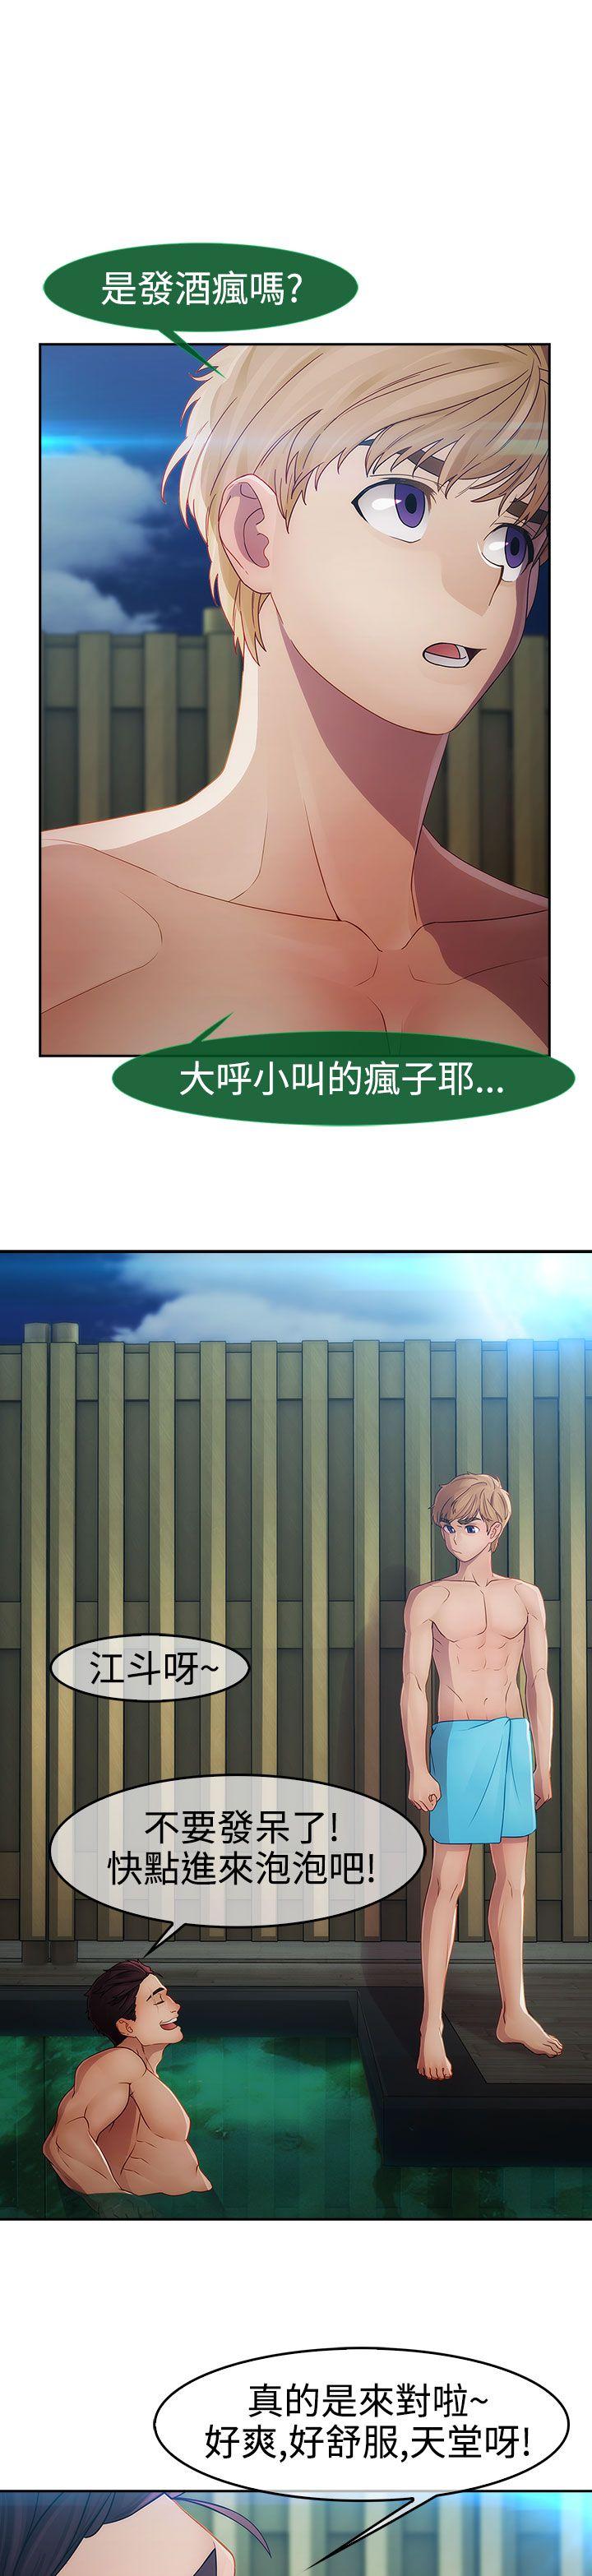 是發酒瘋嗎?
大呼小叫的瘋子耶...
江斗呀~
不要發呆了!
快點進來泡泡吧!
真的是來對啦~
好爽,好舒服,天堂呀!